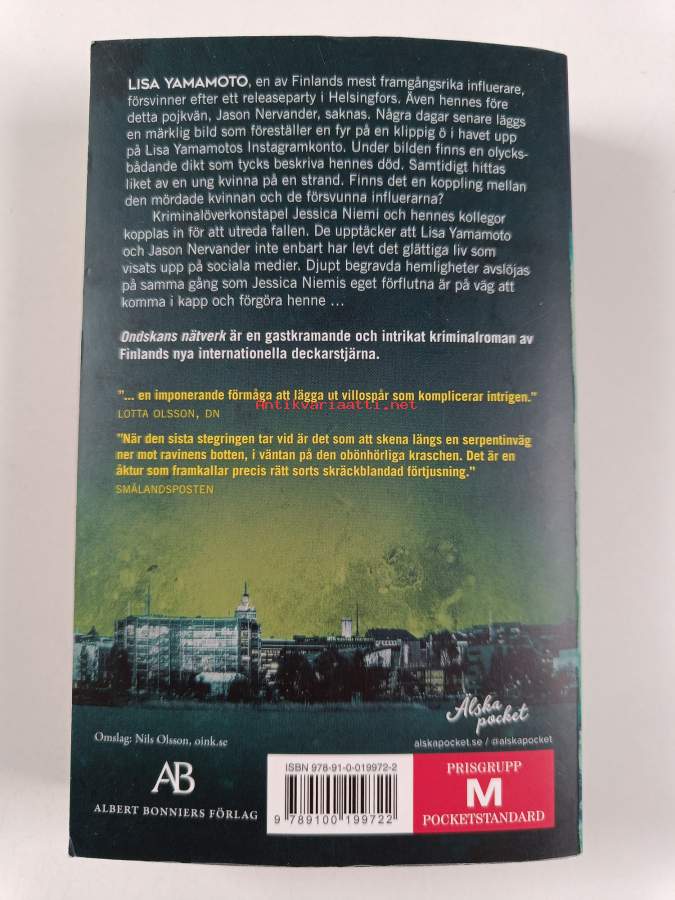 LISA YAMAMOTO, en av Finlands mest framgångsrika influerare,
försvinner efter ett releaseparty i Helsingfors. Även hennes före
detta pojkvän, Jason Nervander, saknas. Några dagar senare läggs
en märklig bild som föreställer en fyr på en klippig ö i havet upp
på Lisa Yamamotos Instagramkonto. Under bilden finns en olycks-
bådande dikt som tycks beskriva hennes död. Samtidigt hittas
liket av en ung kvinna på en strand. Finns det en koppling mellan
den mördade kvinnan och de försvunna influerarna?
Kriminalöverkonstapel Jessica Niemi och hennes kollegor
kopplas in för att utreda fallen. De upptäcker att Lisa Yamamoto
och Jason Nervander inte enbart har levt det glättiga liv som
visats upp på sociala medier. Djupt begravda hemligheter avslöjas
på samma gång som Jessica Niemis eget förflutna är på väg att
komma i kapp och förgöra henne ...
Ondskans nätverk är en gastkramande och intrikat kriminalroman av
Finlands nya internationella deckarstjärna.
"... en imponerande förmåga att lägga ut villospår som komplicerar intrigen."
Antikvariaatti.net
LOTTA OLSSON, DN
"När den sista stegringen tar vid är det som att skena längs en serpentinväg
ner mot ravinens botten, i väntan på den obönhörliga kraschen. Det är en
åktur som framkallar precis rätt sorts skräckblandad förtjusning."
SMÅLANDSPOSTEN
Älska
pocket
Omslag: Nils Olsson, oink.se
alskapocket.se / @alskapocket
ISBN 978-91-0-019972-2
PRISGRUPP
M
POCKETSTANDARD
AB
ALBERT BONNIERS FÖRLAG
9 789100 199722